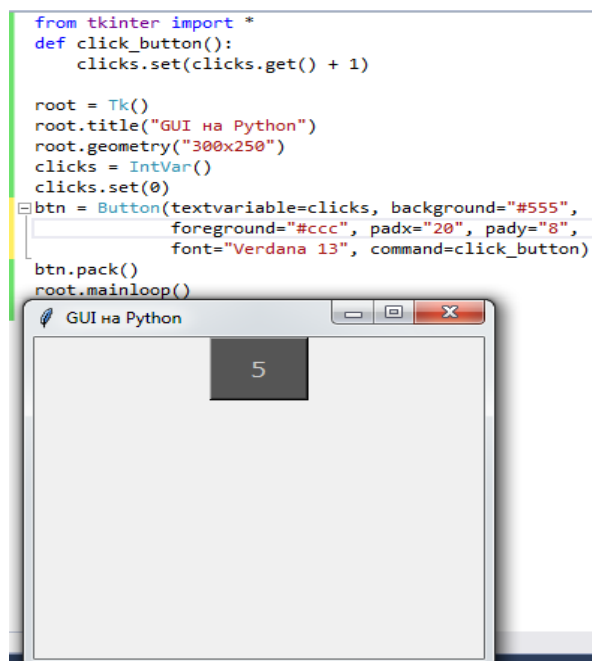 from tkinter import *
def click_button():
    clicks.set(clicks.get() + 1)
root = Tk()
root.title("GUI на Python")
root.geometry("300x250")
clicks = IntVar()
clicks.set(0)
btn = Button(textvariable=clicks, background="#555",
             foreground="#ccc", padx="20", pady="8",
             font="Verdana 13", command=click_button)
btn.pack()
root.mainloop()
GUI на Python
5